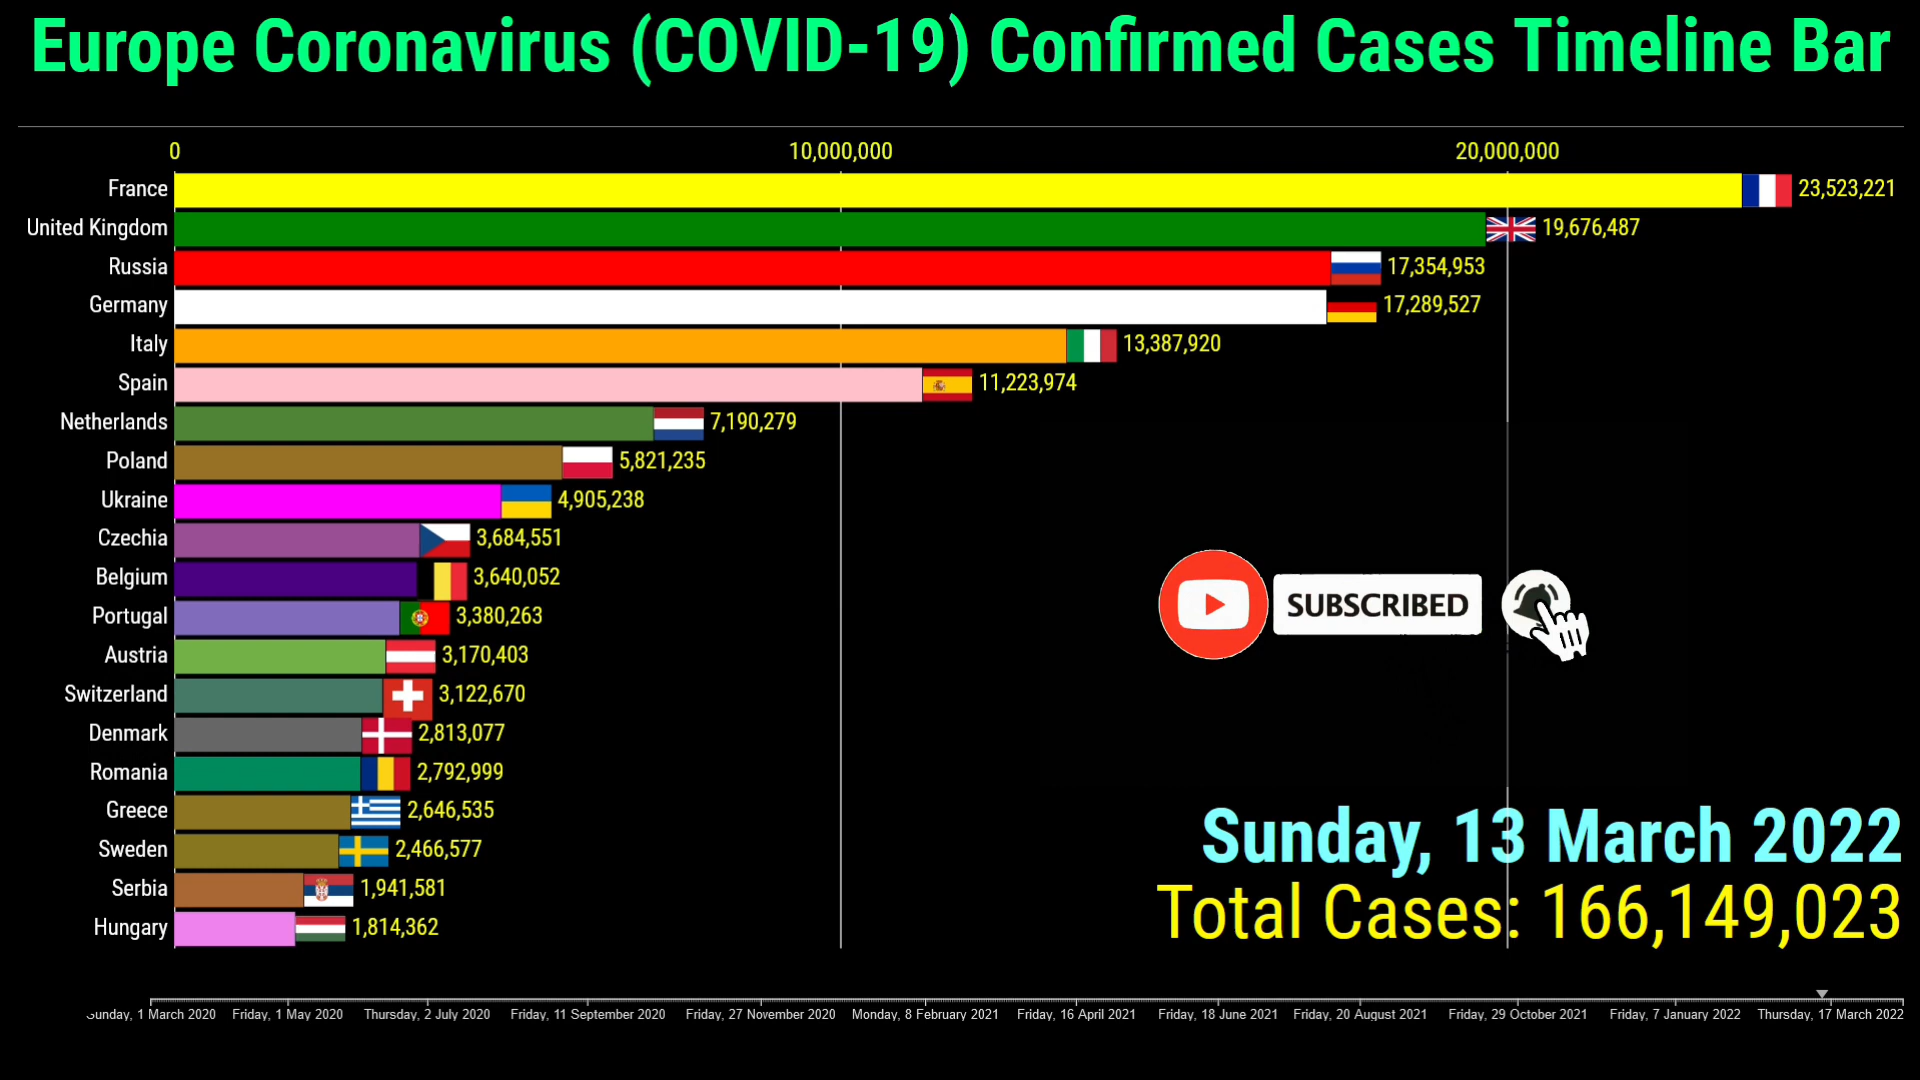 Europe Coronavirus (COVID-19) Confirmed Cases Timeline Bar
0 10,000,000 20,000,000
France 23,523,221
United Kingdom 19,676,487
Russia 17,354,953
Germany 17,289,527
Italy 13,387,920
Spain 11,223,974
Netherlands 7,190,279
Poland 5,821,235
Ukraine 4,905,238
Czechia 3,684,551
Belgium 3,640,052
Portugal 3,380,263
Austria 3,170,403
Switzerland 3,122,670
Denmark 2,813,077
Romania 2,792,999
Greece 2,646,535
Sweden 2,466,577
Serbia 1,941,581
Hungary 1,814,362
SUBSCRIBED
Sunday, 13 March 2022
Total Cases: 166,149,023
Sunday, 1 March 2020 Friday, 1 May 2020 Thursday, 2 July 2020 Friday, 11 September 2020 Friday, 27 November 2020 Monday, 8 February 2021 Friday, 16 April 2021 Friday, 18 June 2021 Friday, 20 August 2021 Friday, 29 October 2021 Friday, 7 January 2022 Thursday, 17 March 2022